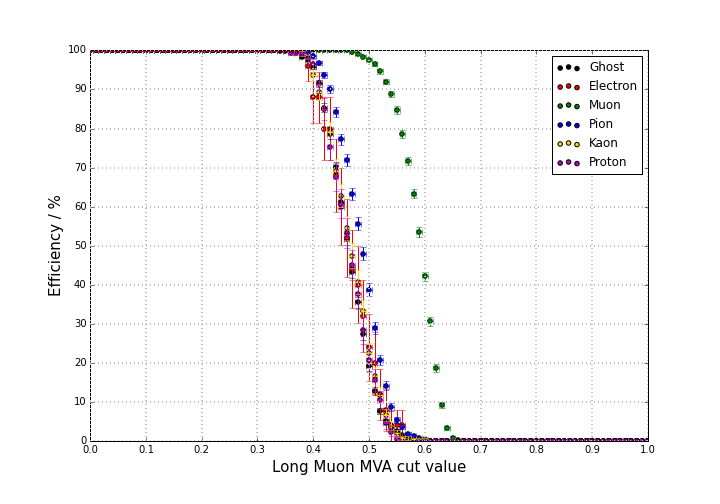 100
90
80
70
60
50
40
30
20
10
0
Efficiency / %
Ghost
Electron
Muon
Pion
Kaon
Proton
0.0 0.1 0.2 0.3 0.4 0.5 0.6 0.7 0.8 0.9 1.0
Long Muon MVA cut value